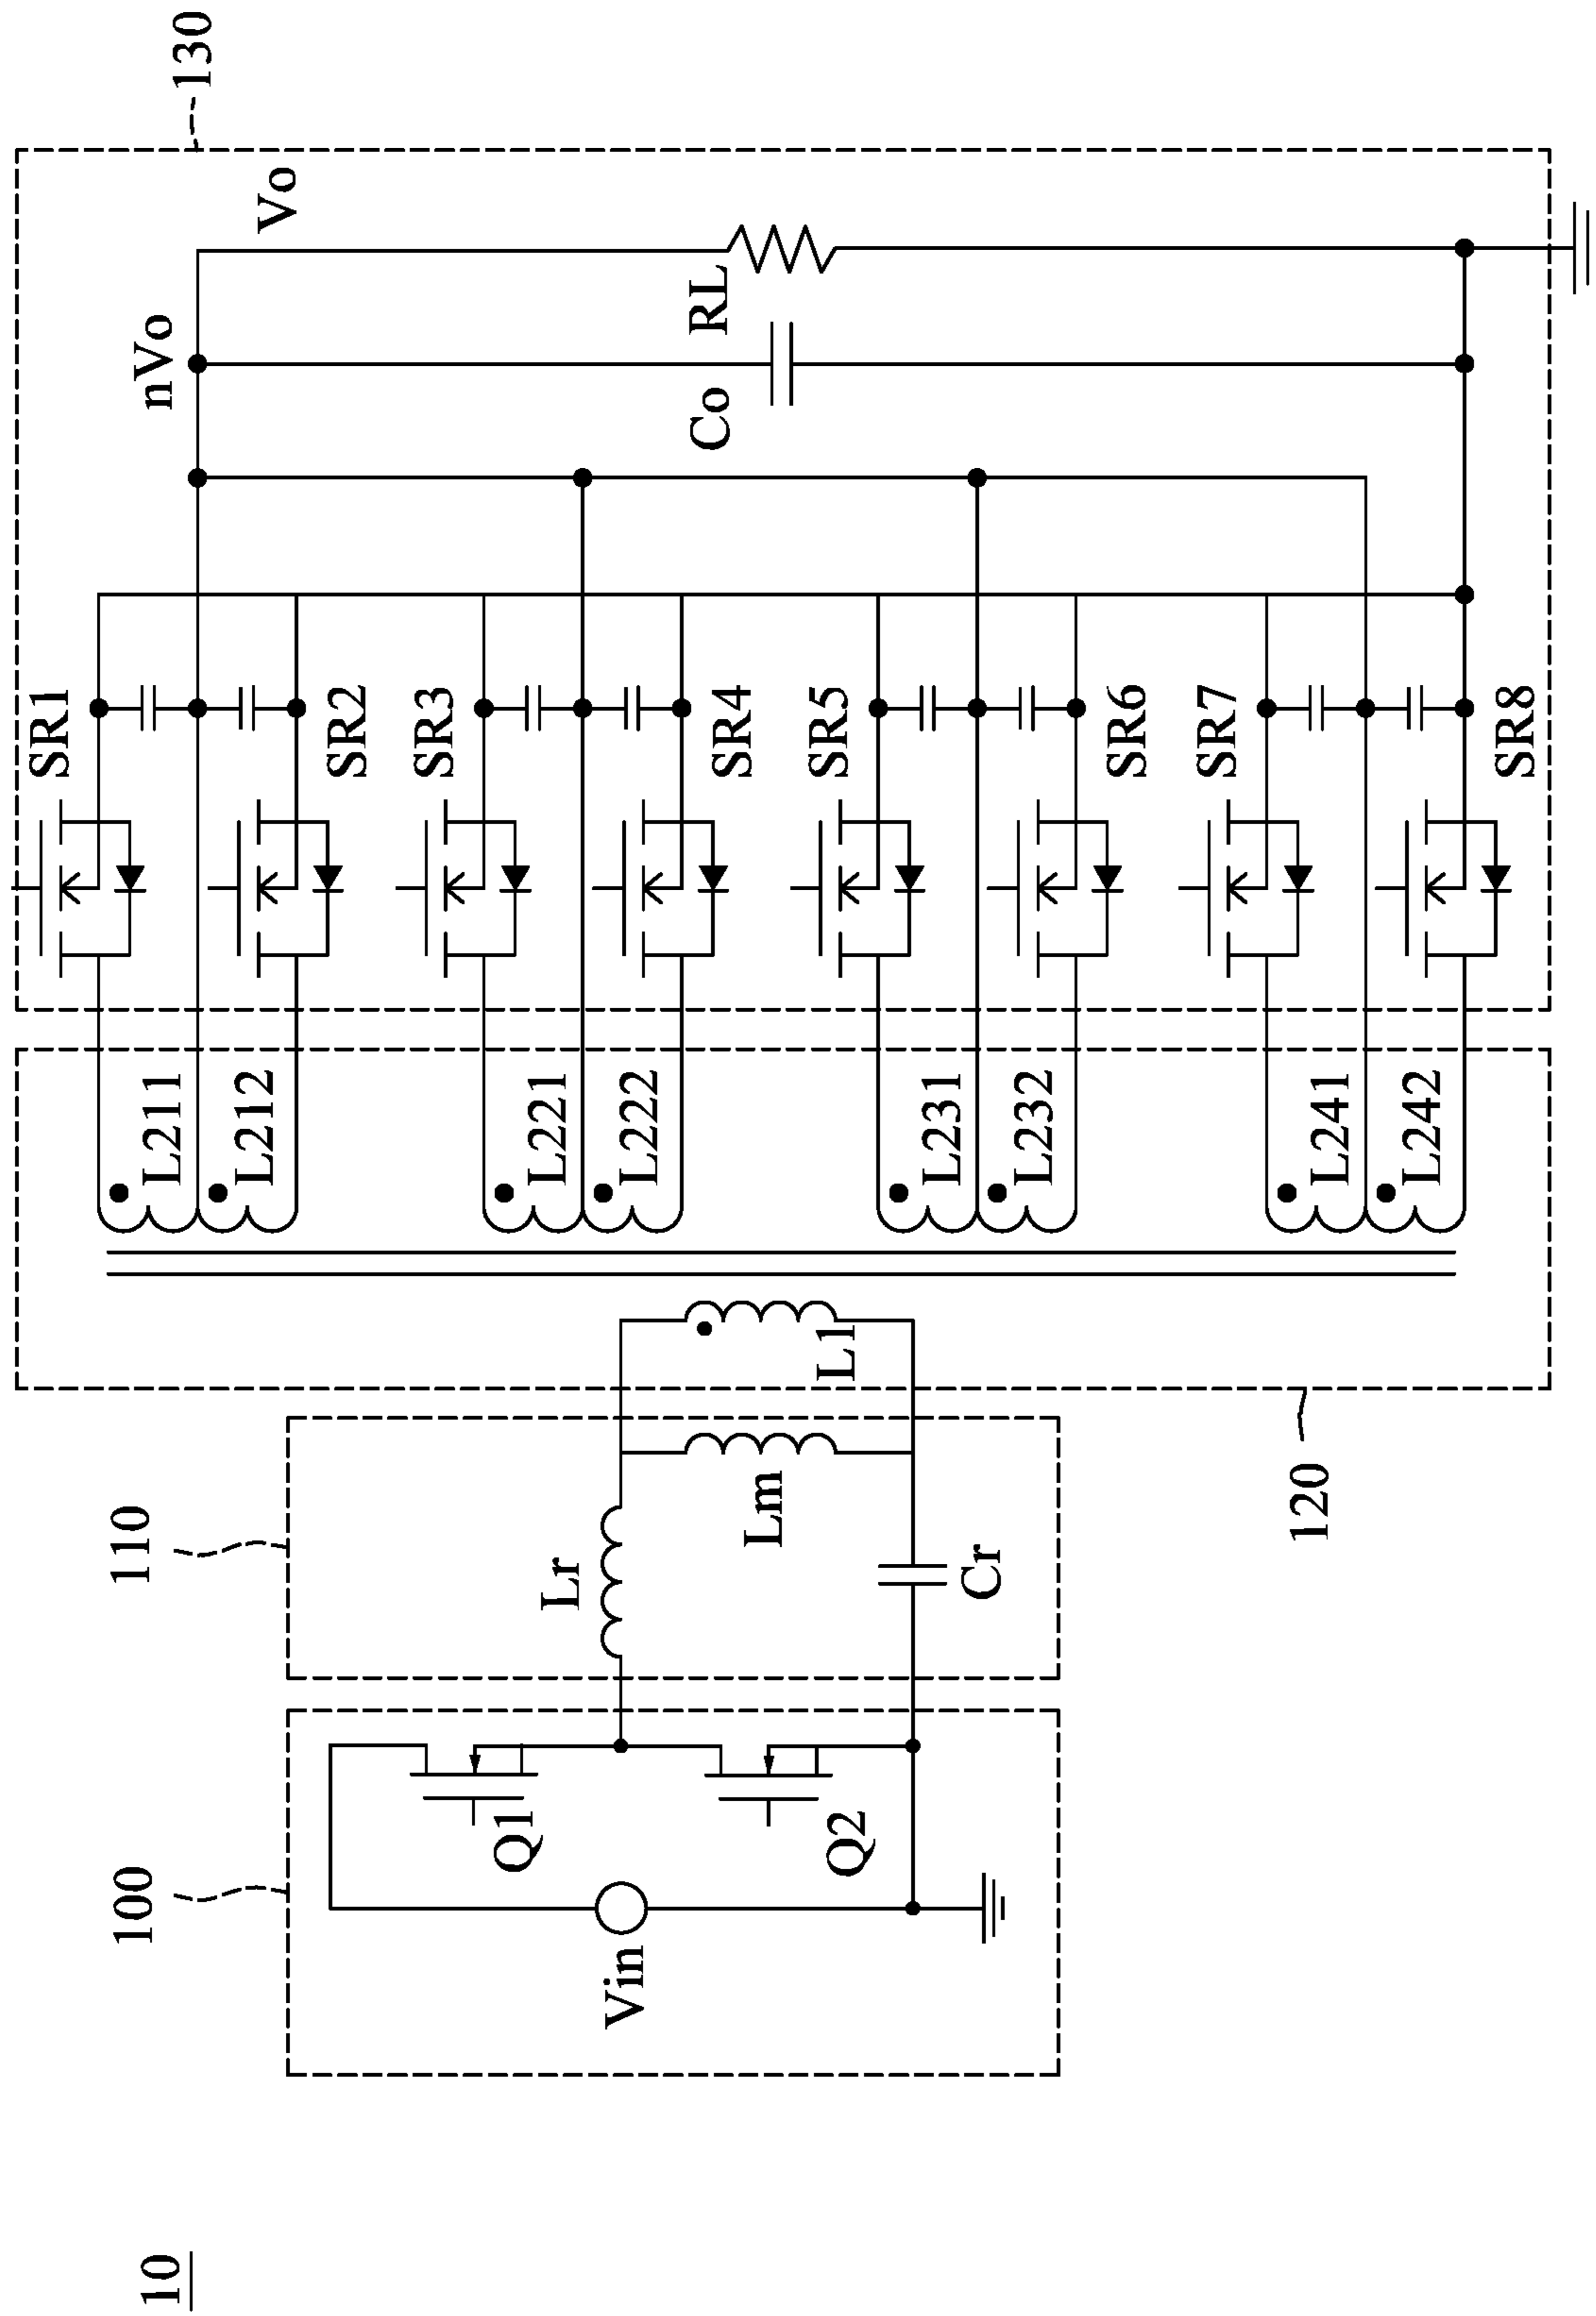 10
100
Vin
Q1
Q2
110
Lr
Lm
Cr
120
L1
L211
L212
L221
L222
L231
L232
L241
L242
SR1
SR2
SR3
SR4
SR5
SR6
SR7
SR8
nVo
Co
Vo
RL
130